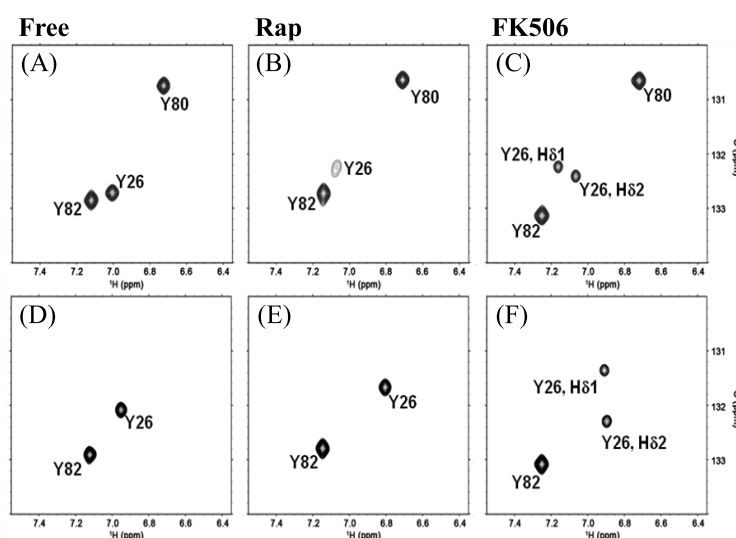 Free Rap FK506
(A) (B) (C)
Y80 Y80 Y80
Y26 Y26 Y26, Hδ1
Y26, Hδ2
Y82 Y82 Y82
131
132
133
7.4 7.2 7.0 6.8 6.6 6.4 7.4 7.2 7.0 6.8 6.6 6.4 7.4 7.2 7.0 6.8 6.6 6.4
¹H (ppm) ¹H (ppm) ¹H (ppm)
(D) (E) (F)
Y26 Y26 Y26, Hδ1
Y26, Hδ2
Y82 Y82 Y82
131
132
133
7.4 7.2 7.0 6.8 6.6 6.4 7.4 7.2 7.0 6.8 6.6 6.4 7.4 7.2 7.0 6.8 6.6 6.4
¹H (ppm) ¹H (ppm) ¹H (ppm)